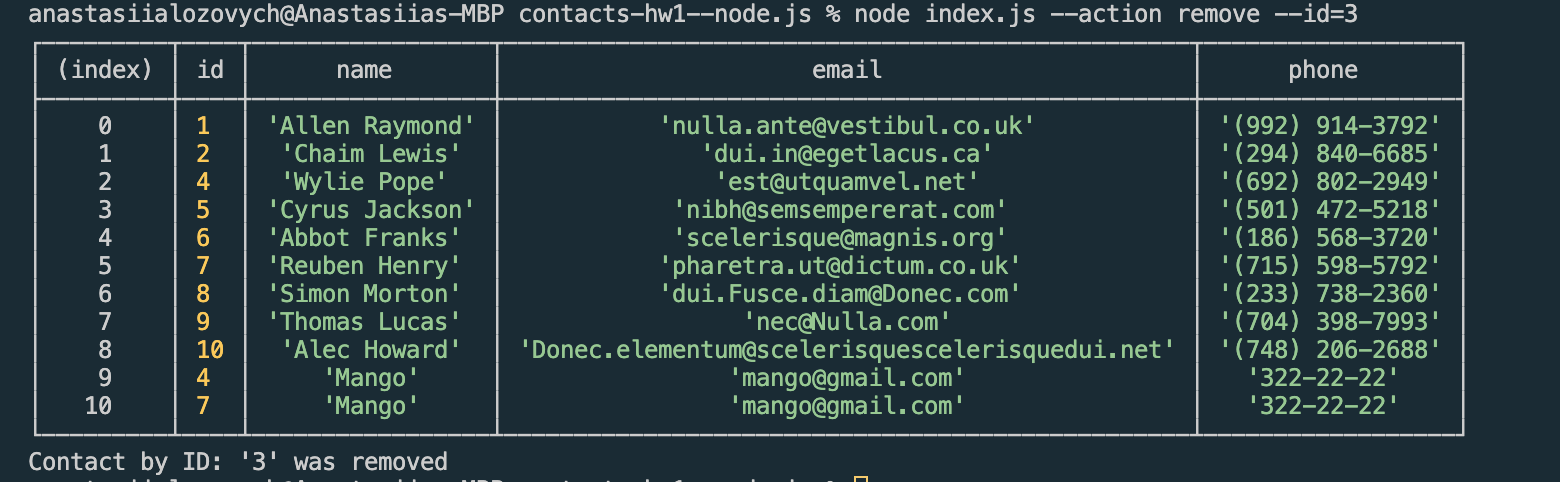 anastasiialozovych@Anastasiias-MBP contacts-hw1--node.js % node index.js --action remove --id=3
(index) id name email phone
0 1 'Allen Raymond' 'nulla.ante@vestibul.co.uk' '(992) 914-3792'
1 2 'Chaim Lewis' 'dui.in@egetlacus.ca' '(294) 840-6685'
2 4 'Wylie Pope' 'est@utquamvel.net' '(692) 802-2949'
3 5 'Cyrus Jackson' 'nibh@semsempererat.com' '(501) 472-5218'
4 6 'Abbot Franks' 'scelerisque@magnis.org' '(186) 568-3720'
5 7 'Reuben Henry' 'pharetra.ut@dictum.co.uk' '(715) 598-5792'
6 8 'Simon Morton' 'dui.Fusce.diam@Donec.com' '(233) 738-2360'
7 9 'Thomas Lucas' 'nec@Nulla.com' '(704) 398-7993'
8 10 'Alec Howard' 'Donec.elementum@scelerisquescelerisquedui.net' '(748) 206-2688'
9 4 'Mango' 'mango@gmail.com' '322-22-22'
10 7 'Mango' 'mango@gmail.com' '322-22-22'
Contact by ID: '3' was removed